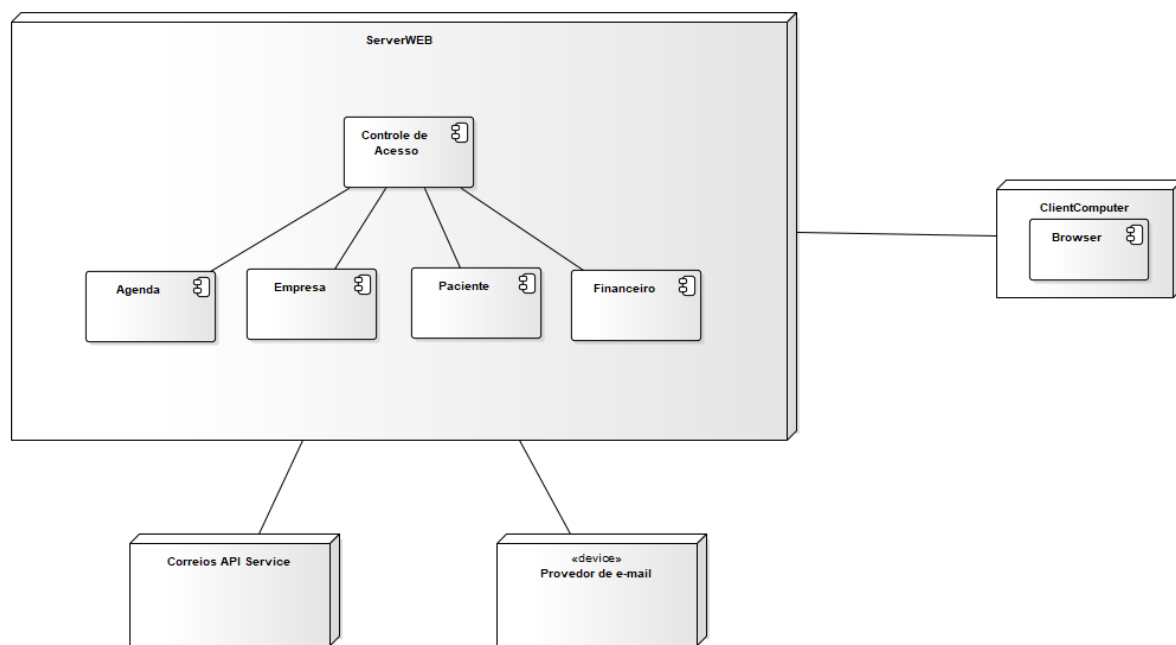 ServerWEB
Controle de
Acesso
ClientComputer
Browser
Agenda
Empresa
Paciente
Financeiro
Correios API Service
«device»
Provedor de e-mail